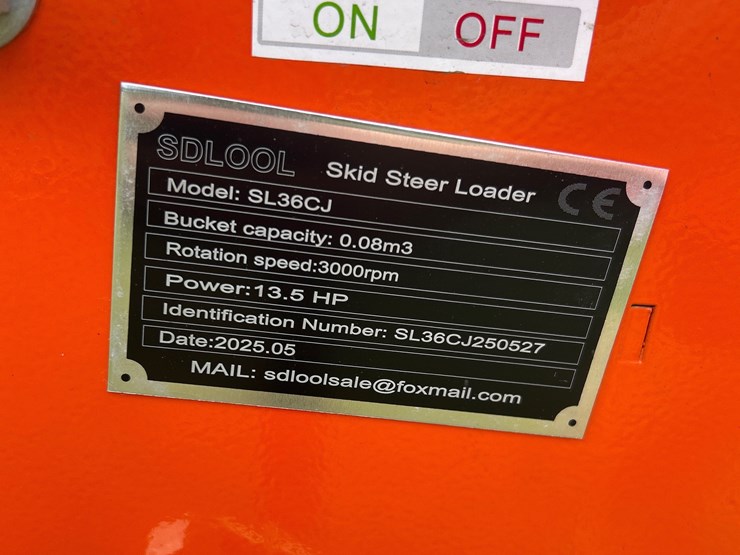 ON OFF
SDLOOL Skid Steer Loader CE
Model: SL36CJ
Bucket capacity: 0.08m3
Rotation speed:3000rpm
Power:13.5 HP
Identification Number: SL36CJ250527
Date:2025.05
MAIL: sdloolsale@foxmail.com